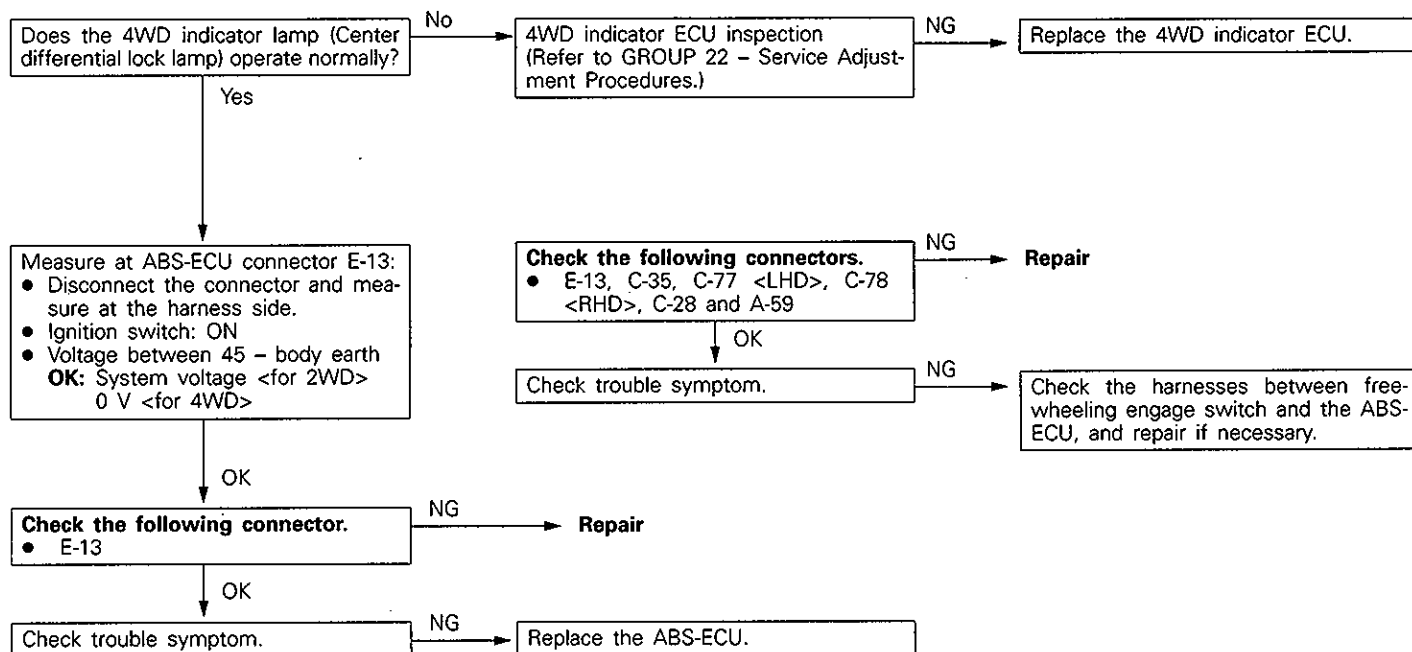 Does the 4WD indicator lamp (Center
differential lock lamp) operate normally?
No
4WD indicator ECU inspection
(Refer to GROUP 22 – Service Adjust-
ment Procedures.)
NG
Replace the 4WD indicator ECU.
Yes
Measure at ABS-ECU connector E-13:
● Disconnect the connector and mea-
sure at the harness side.
● Ignition switch: ON
● Voltage between 45 – body earth
OK: System voltage <for 2WD>
0 V <for 4WD>
Check the following connectors.
● E-13, C-35, C-77 <LHD>, C-78
<RHD>, C-28 and A-59
NG
Repair
OK
Check trouble symptom.
NG
Check the harnesses between free-
wheeling engage switch and the ABS-
ECU, and repair if necessary.
OK
Check the following connector.
● E-13
NG
Repair
OK
Check trouble symptom.
NG
Replace the ABS-ECU.